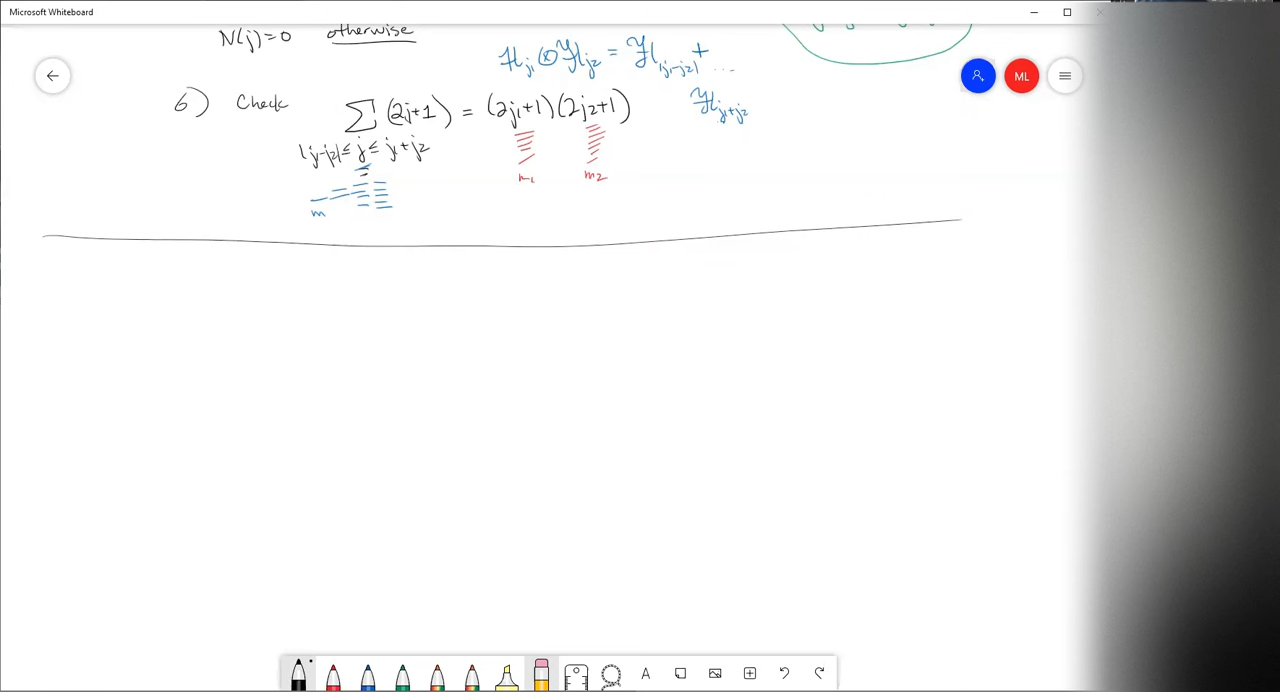 Microsoft Whiteboard
N(j)=0 otherwise
ℋj₁ ⊗ ℋj₂ = ℋ|j₁-j₂| + ...
ℋj₁+j₂
ML
6) Check ∑ (2j+1) = (2j₁+1)(2j₂+1)
|j₁-j₂| ≤ j ≤ j₁+j₂
m₁ m₂
m
A